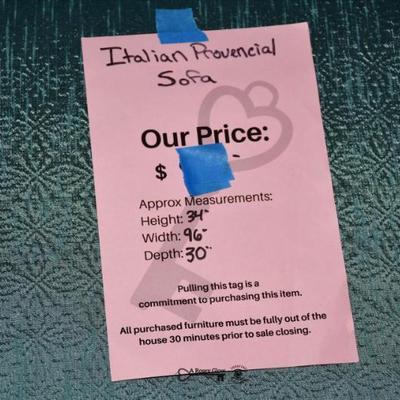 Italian Provencial
Sofa
Our Price:
$
Approx Measurements:
Height: 34"
Width: 96"
Depth: 30"
Pulling this tag is a
commitment to purchasing this item.
All purchased furniture must be fully out of the
house 30 minutes prior to sale closing.